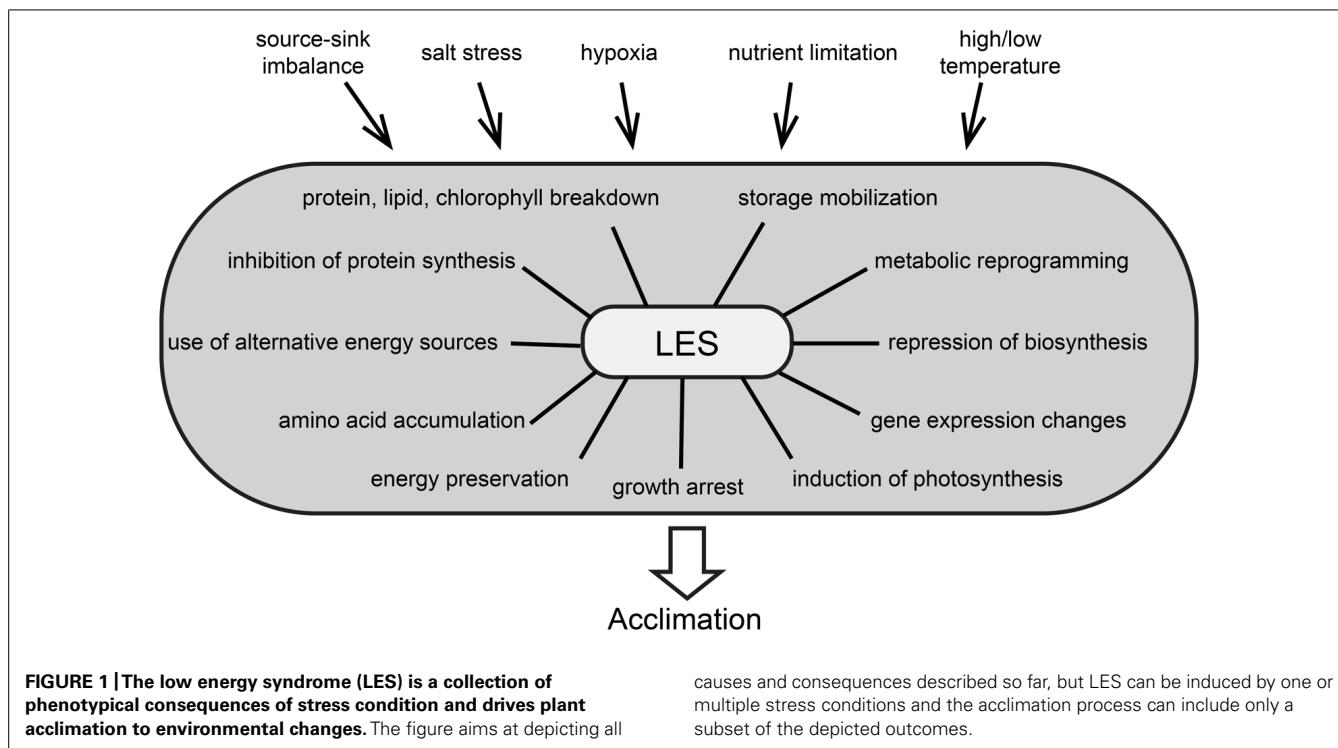 source-sink
imbalance
salt stress
hypoxia
nutrient limitation
high/low
temperature
protein, lipid, chlorophyll breakdown
storage mobilization
inhibition of protein synthesis
metabolic reprogramming
use of alternative energy sources
LES
repression of biosynthesis
amino acid accumulation
gene expression changes
energy preservation
growth arrest
induction of photosynthesis
Acclimation
FIGURE 1 | The low energy syndrome (LES) is a collection of
phenotypical consequences of stress condition and drives plant
acclimation to environmental changes. The figure aims at depicting all
causes and consequences described so far, but LES can be induced by one or
multiple stress conditions and the acclimation process can include only a
subset of the depicted outcomes.